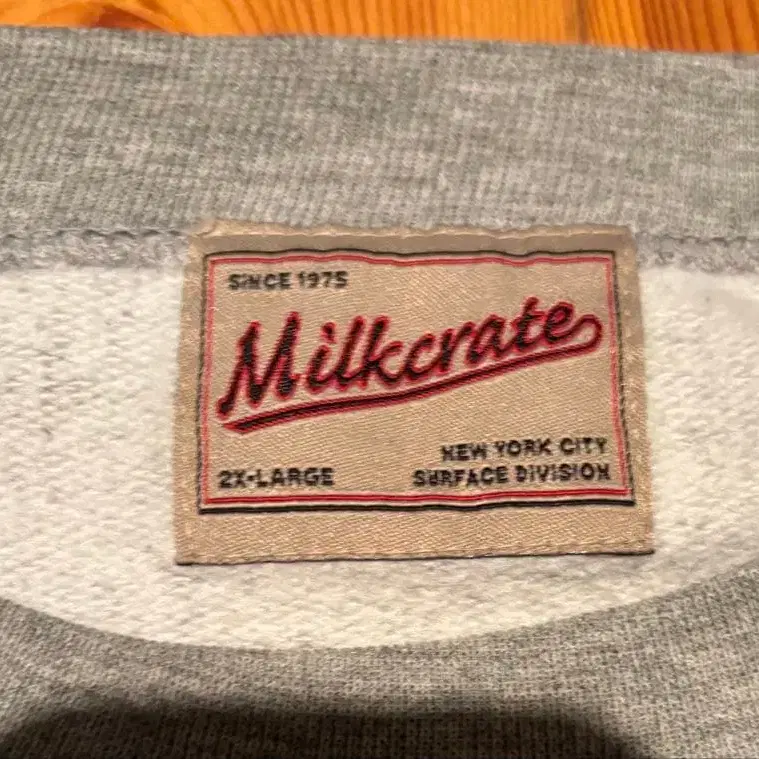 SINCE 1975
Milkcrate
NEW YORK CITY
2X-LARGE
SURFACE DIVISION